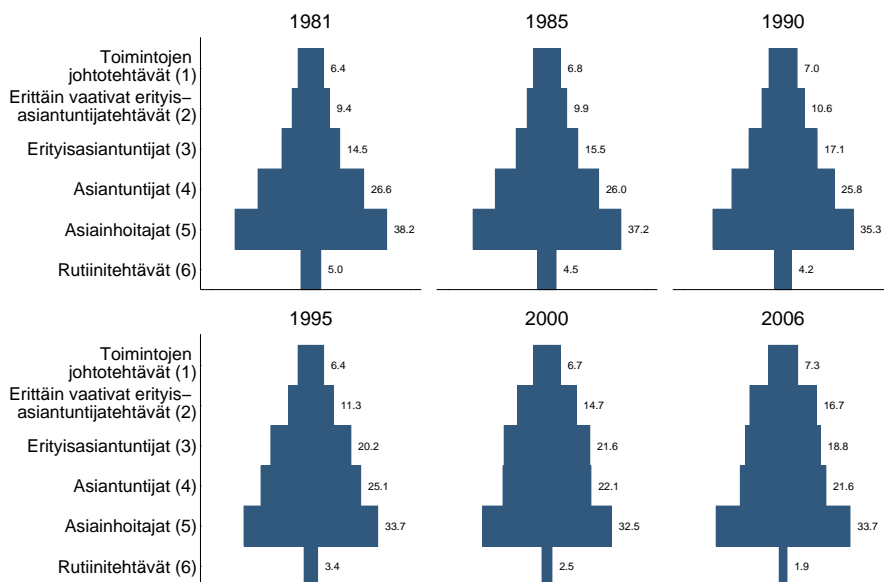 1981
1985
1990
Toimintojen
johtotehtävät (1)
6.4
6.8
7.0
Erittäin vaativat erityis–
asiantuntijatehtävät (2)
9.4
9.9
10.6
Erityisasiantuntijat (3)
14.5
15.5
17.1
Asiantuntijat (4)
26.6
26.0
25.8
Asiainhoitajat (5)
38.2
37.2
35.3
Rutiinitehtävät (6)
5.0
4.5
4.2
1995
2000
2006
Toimintojen
johtotehtävät (1)
6.4
6.7
7.3
Erittäin vaativat erityis–
asiantuntijatehtävät (2)
11.3
14.7
16.7
Erityisasiantuntijat (3)
20.2
21.6
18.8
Asiantuntijat (4)
25.1
22.1
21.6
Asiainhoitajat (5)
33.7
32.5
33.7
Rutiinitehtävät (6)
3.4
2.5
1.9